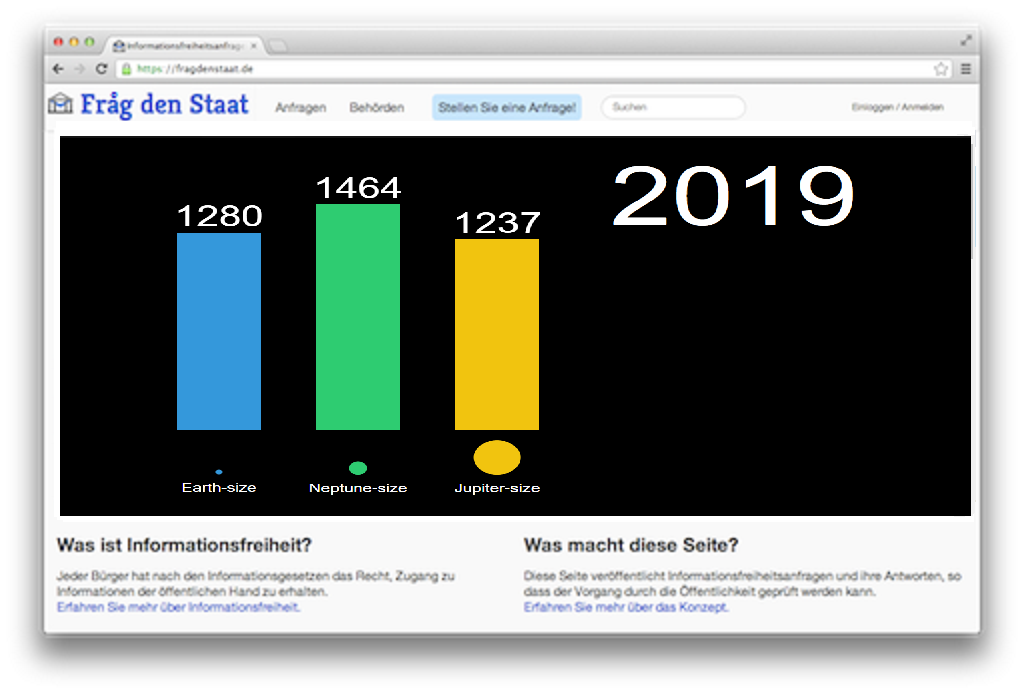 Informationsfreiheitsanfrage
https://fragdenstaat.de
Fråg den Staat
Anfragen
Behörden
Stellen Sie eine Anfrage!
Suchen
Einloggen / Anmelden
2019
1280
1464
1237
Earth-size
Neptune-size
Jupiter-size
Was ist Informationsfreiheit?
Jeder Bürger hat nach den Informationsgesetzen das Recht, Zugang zu
Informationen der öffentlichen Hand zu erhalten.
Erfahren Sie mehr über Informationsfreiheit.
Was macht diese Seite?
Diese Seite veröffentlicht Informationsfreiheitsanfragen und ihre Antworten, so
dass der Vorgang durch die Öffentlichkeit geprüft werden kann.
Erfahren Sie mehr über das Konzept.